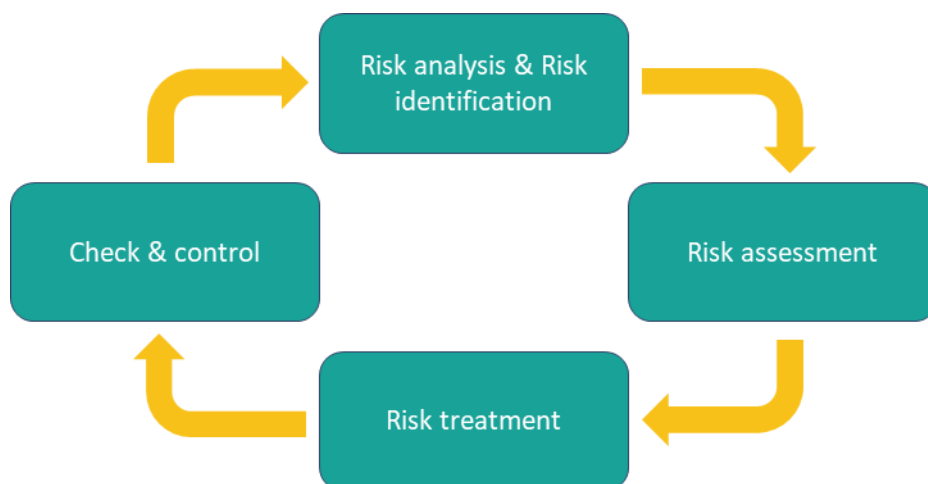 Risk analysis & Risk
identification
Check & control
Risk assessment
Risk treatment